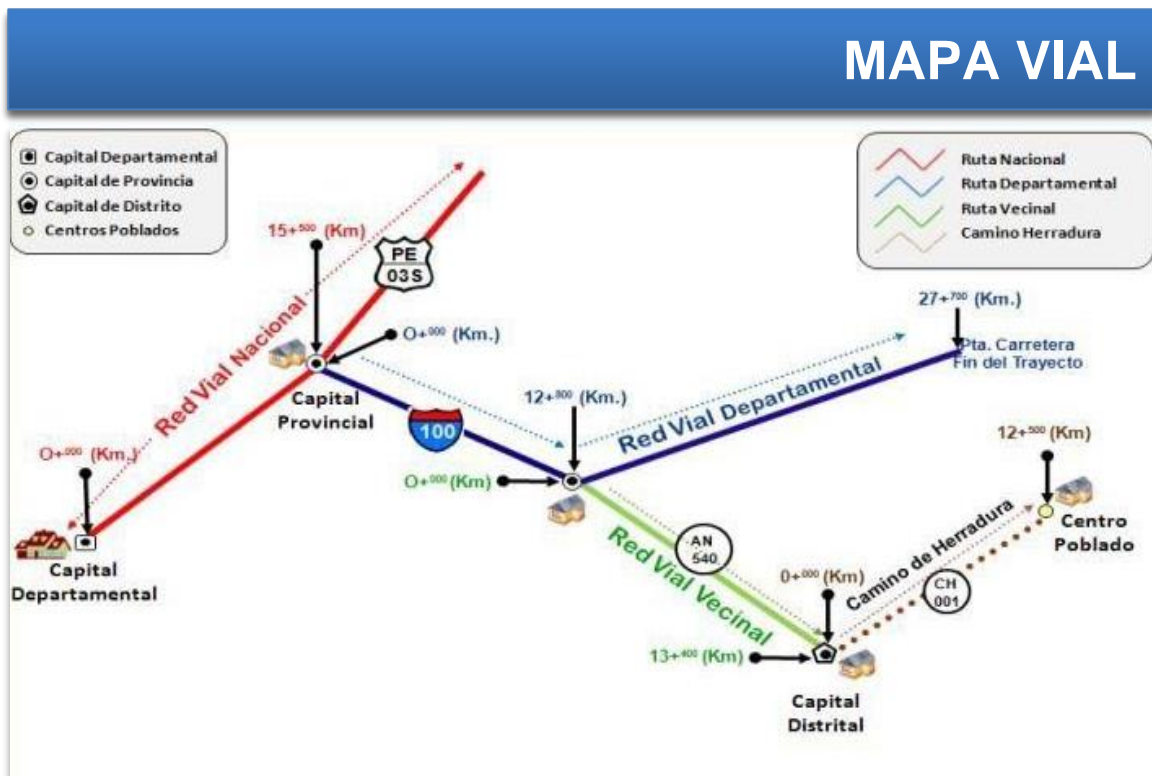 MAPA VIAL
Capital Departamental
Capital de Provincia
Capital de Distrito
Centros Poblados
Ruta Nacional
Ruta Departamental
Ruta Vecinal
Camino Herradura
15+⁵⁰⁰ (Km)
PE
03S
Red Vial Nacional
O+⁰⁰⁰ (Km.)
27+⁷⁰⁰ (Km.)
Pta. Carretera
Fin del Trayecto
Capital
Provincial
100
12+⁸⁰⁰ (Km.)
Red Vial Departamental
O+⁰⁰⁰ (Km.)
O+⁰⁰⁰ (Km)
12+⁵⁰⁰ (Km)
Capital
Departamental
Red Vial Vecinal
AN
540
Camino de Herradura
Centro
Poblado
0+⁰⁰⁰ (Km)
CH
001
13+⁴⁰⁰ (Km)
Capital
Distrital